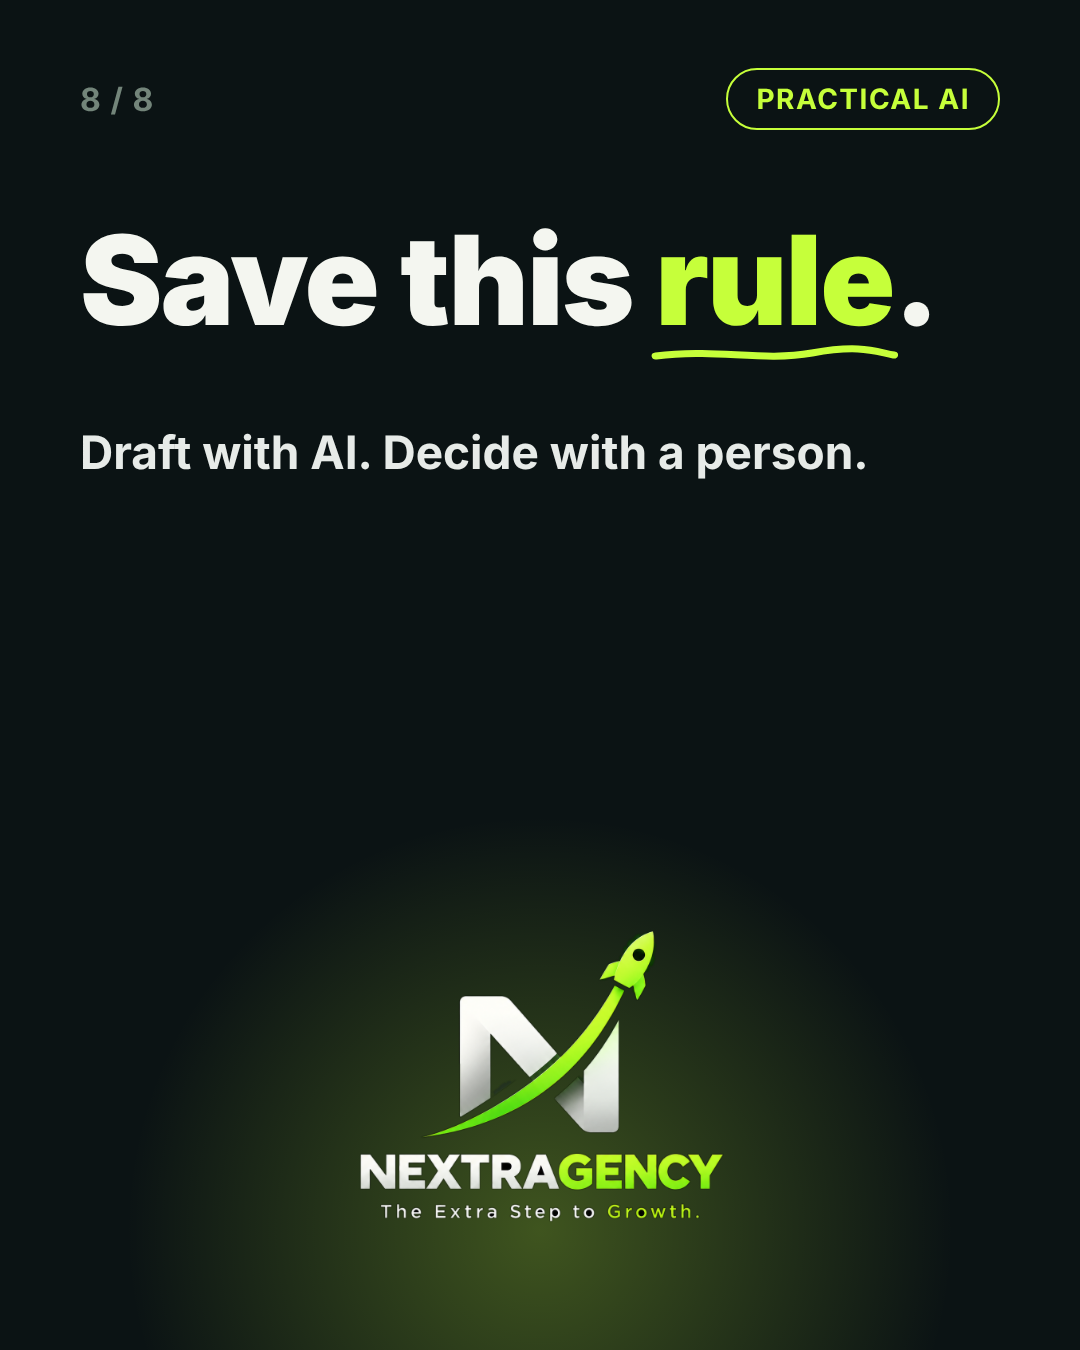 8 / 8
PRACTICAL AI
Save this rule.
Draft with AI. Decide with a person.
NEXTRAGENCY
The Extra Step to Growth.